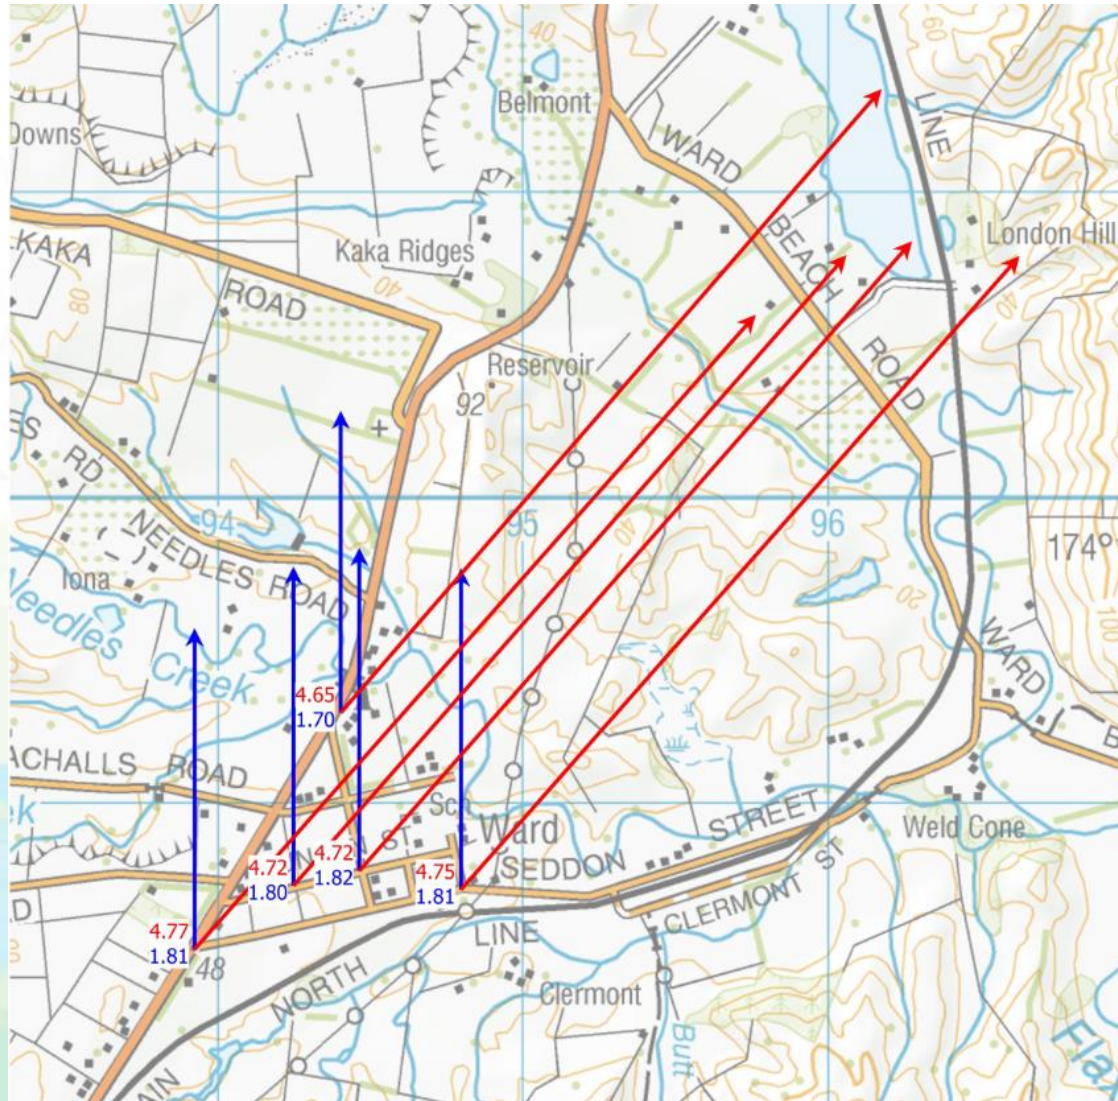 40
60
Belmont
LINE
Downs
WARD
KAKA
Kaka Ridges
BEACH
London Hill
ROAD
80
40
40
Reservoir
ROAD
92
RD
94
95
96
40
174°
NEEDLES ROAD
Iona
20
Needles
Creek
WARD
4.65
1.70
ROAD
Sch
Ward
STREET
Weld Cone
4.72
1.80
4.72
1.82
ST
4.75
1.81
SEDDON
ST
CLERMONT
4.77
1.81
48
LINE
NORTH
Clermont
Butt